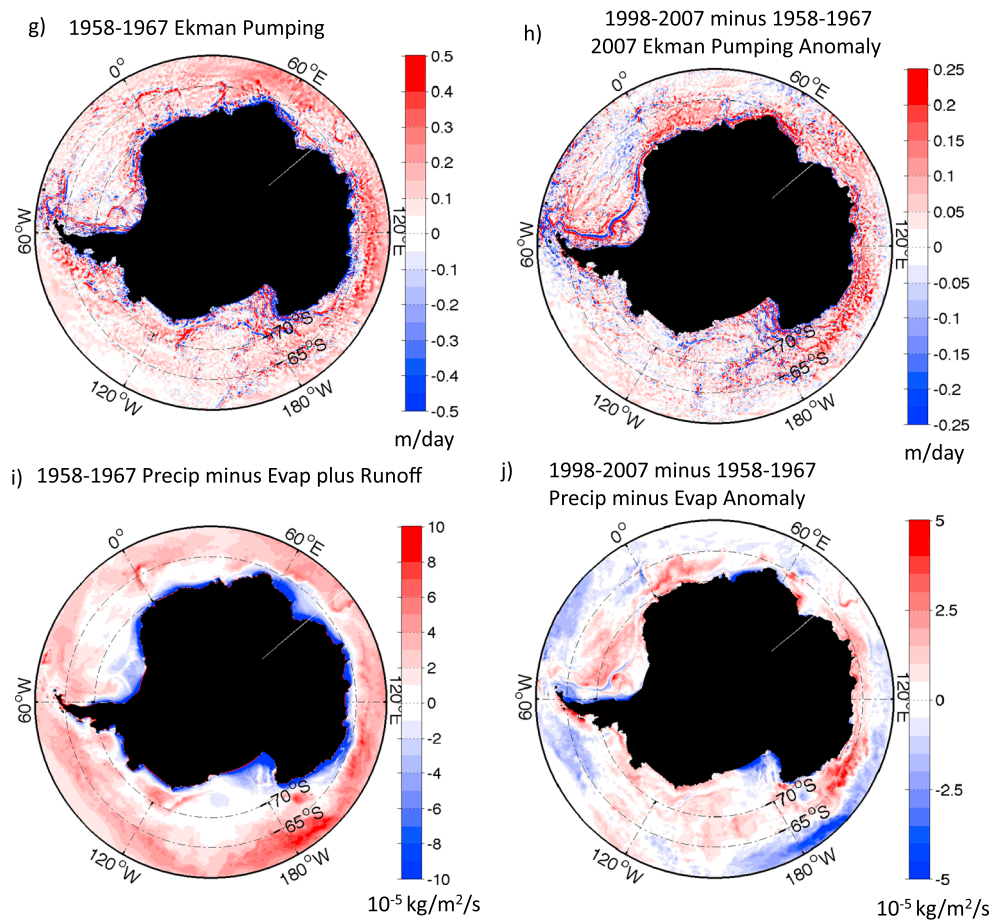 g) 1958-1967 Ekman Pumping
0°
60°E
120°E
180°W
120°W
60°W
-70°S
-65°S
0.5
0.4
0.3
0.2
0.1
0
-0.1
-0.2
-0.3
-0.4
-0.5
m/day
h) 1998-2007 minus 1958-1967
2007 Ekman Pumping Anomaly
0°
60°E
120°E
180°W
120°W
60°W
-70°S
-65°S
0.25
0.2
0.15
0.1
0.05
0
-0.05
-0.1
-0.15
-0.2
-0.25
m/day
i) 1958-1967 Precip minus Evap plus Runoff
0°
60°E
120°E
180°W
120°W
60°W
-70°S
-65°S
10
8
6
4
2
0
-2
-4
-6
-8
-10
10-5 kg/m2/s
j) 1998-2007 minus 1958-1967
Precip minus Evap Anomaly
0°
60°E
120°E
180°W
120°W
60°W
-70°S
-65°S
5
2.5
0
-2.5
-5
10-5 kg/m2/s